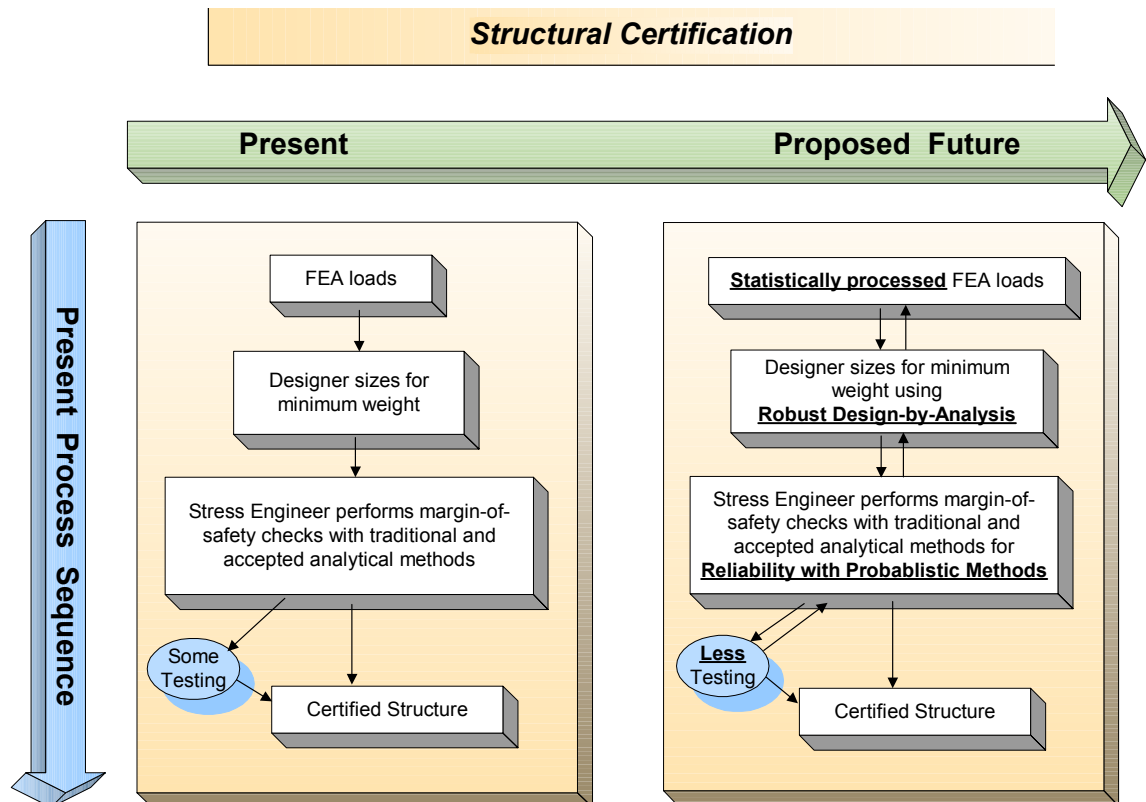 Structural Certification
Present
Proposed Future
Present Process Sequence
FEA loads
Designer sizes for
minimum weight
Stress Engineer performs margin-of-
safety checks with traditional and
accepted analytical methods
Some
Testing
Certified Structure
Statistically processed FEA loads
Designer sizes for minimum
weight using
Robust Design-by-Analysis
Stress Engineer performs margin-of-
safety checks with traditional and
accepted analytical methods for
Reliability with Probablistic Methods
Less
Testing
Certified Structure